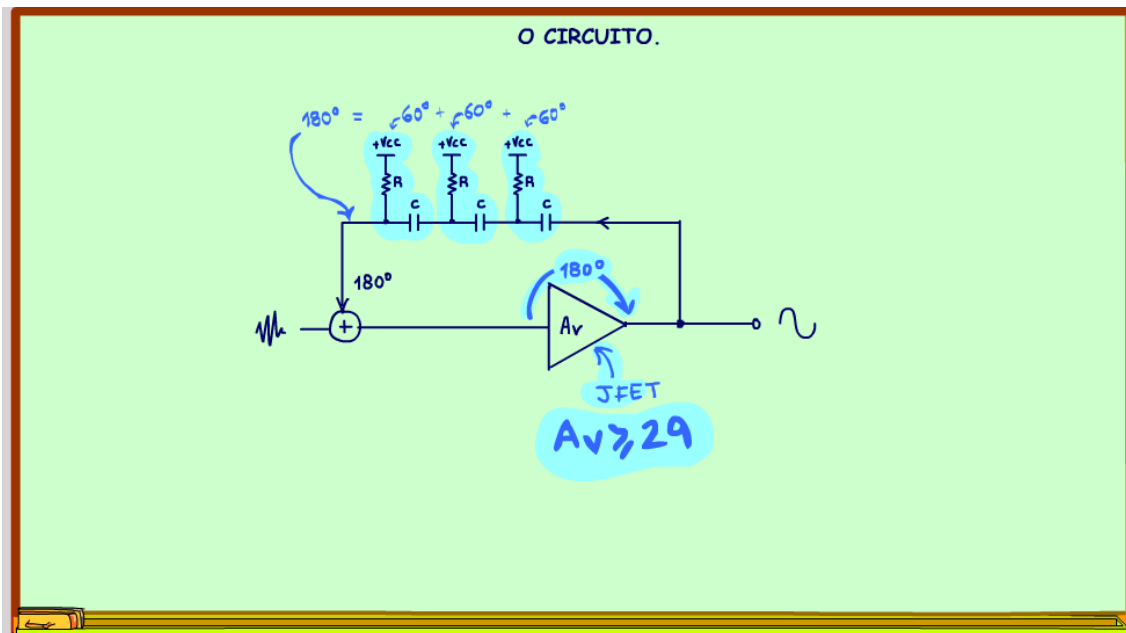 O CIRCUITO.
180° = 60° + 60° + 60°
+Vcc +Vcc +Vcc
R R R
C C C
180°
180°
+
Av
JFET
Av ⩾ 29